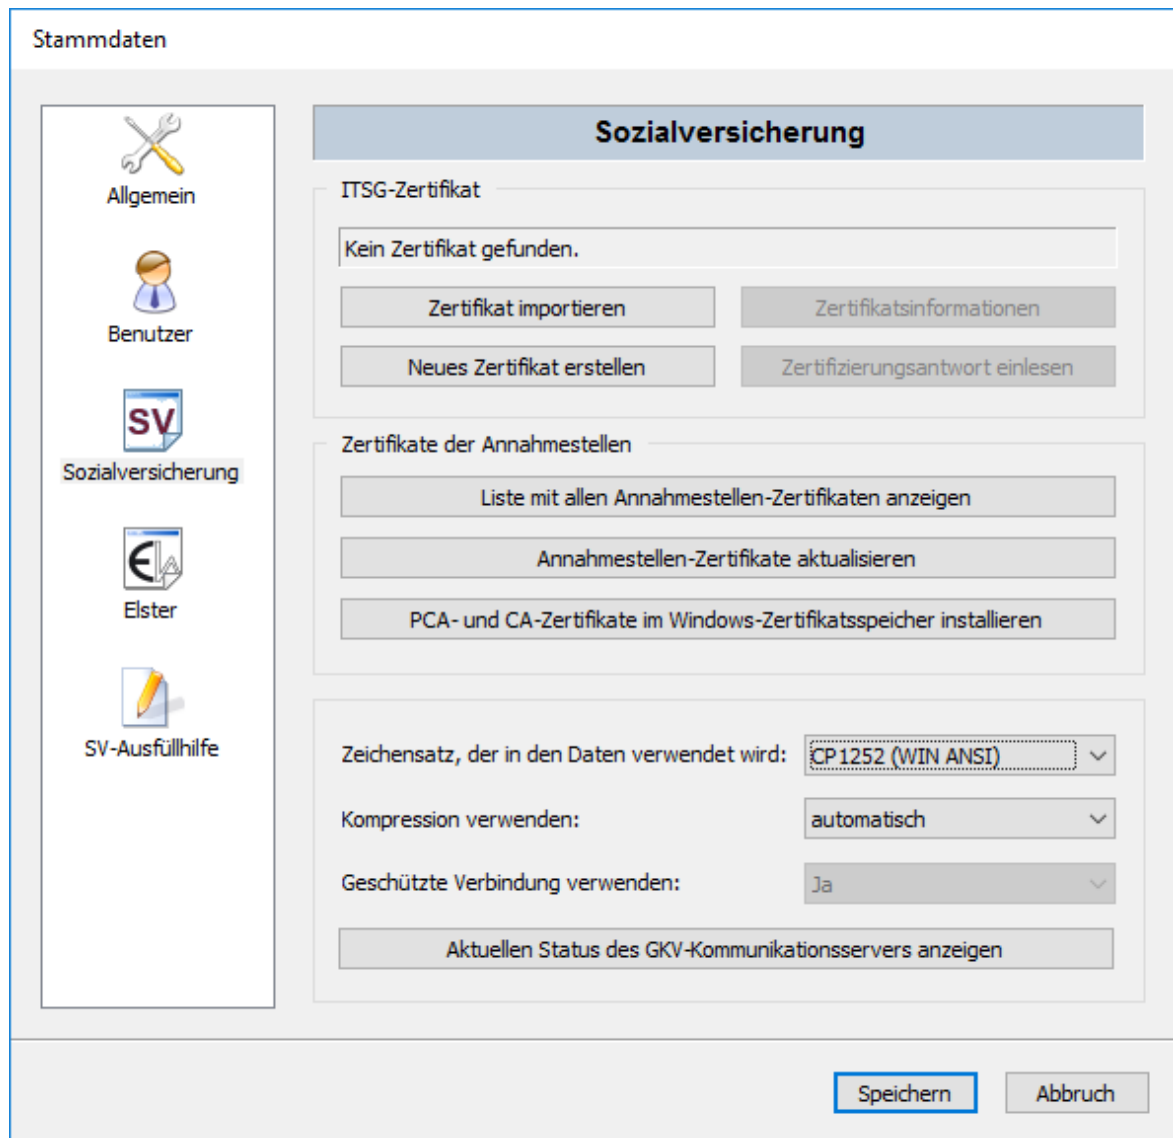 Stammdaten
Allgemein
Benutzer
SV
Sozialversicherung
Elster
SV-Ausfüllhilfe
Sozialversicherung
ITSG-Zertifikat
Kein Zertifikat gefunden.
Zertifikat importieren
Zertifikatsinformationen
Neues Zertifikat erstellen
Zertifizierungsantwort einlesen
Zertifikate der Annahmestellen
Liste mit allen Annahmestellen-Zertifikaten anzeigen
Annahmestellen-Zertifikate aktualisieren
PCA- und CA-Zertifikate im Windows-Zertifikatsspeicher installieren
Zeichensatz, der in den Daten verwendet wird: CP1252 (WIN ANSI)
Kompression verwenden: automatisch
Geschützte Verbindung verwenden: Ja
Aktuellen Status des GKV-Kommunikationsservers anzeigen
Speichern
Abbruch